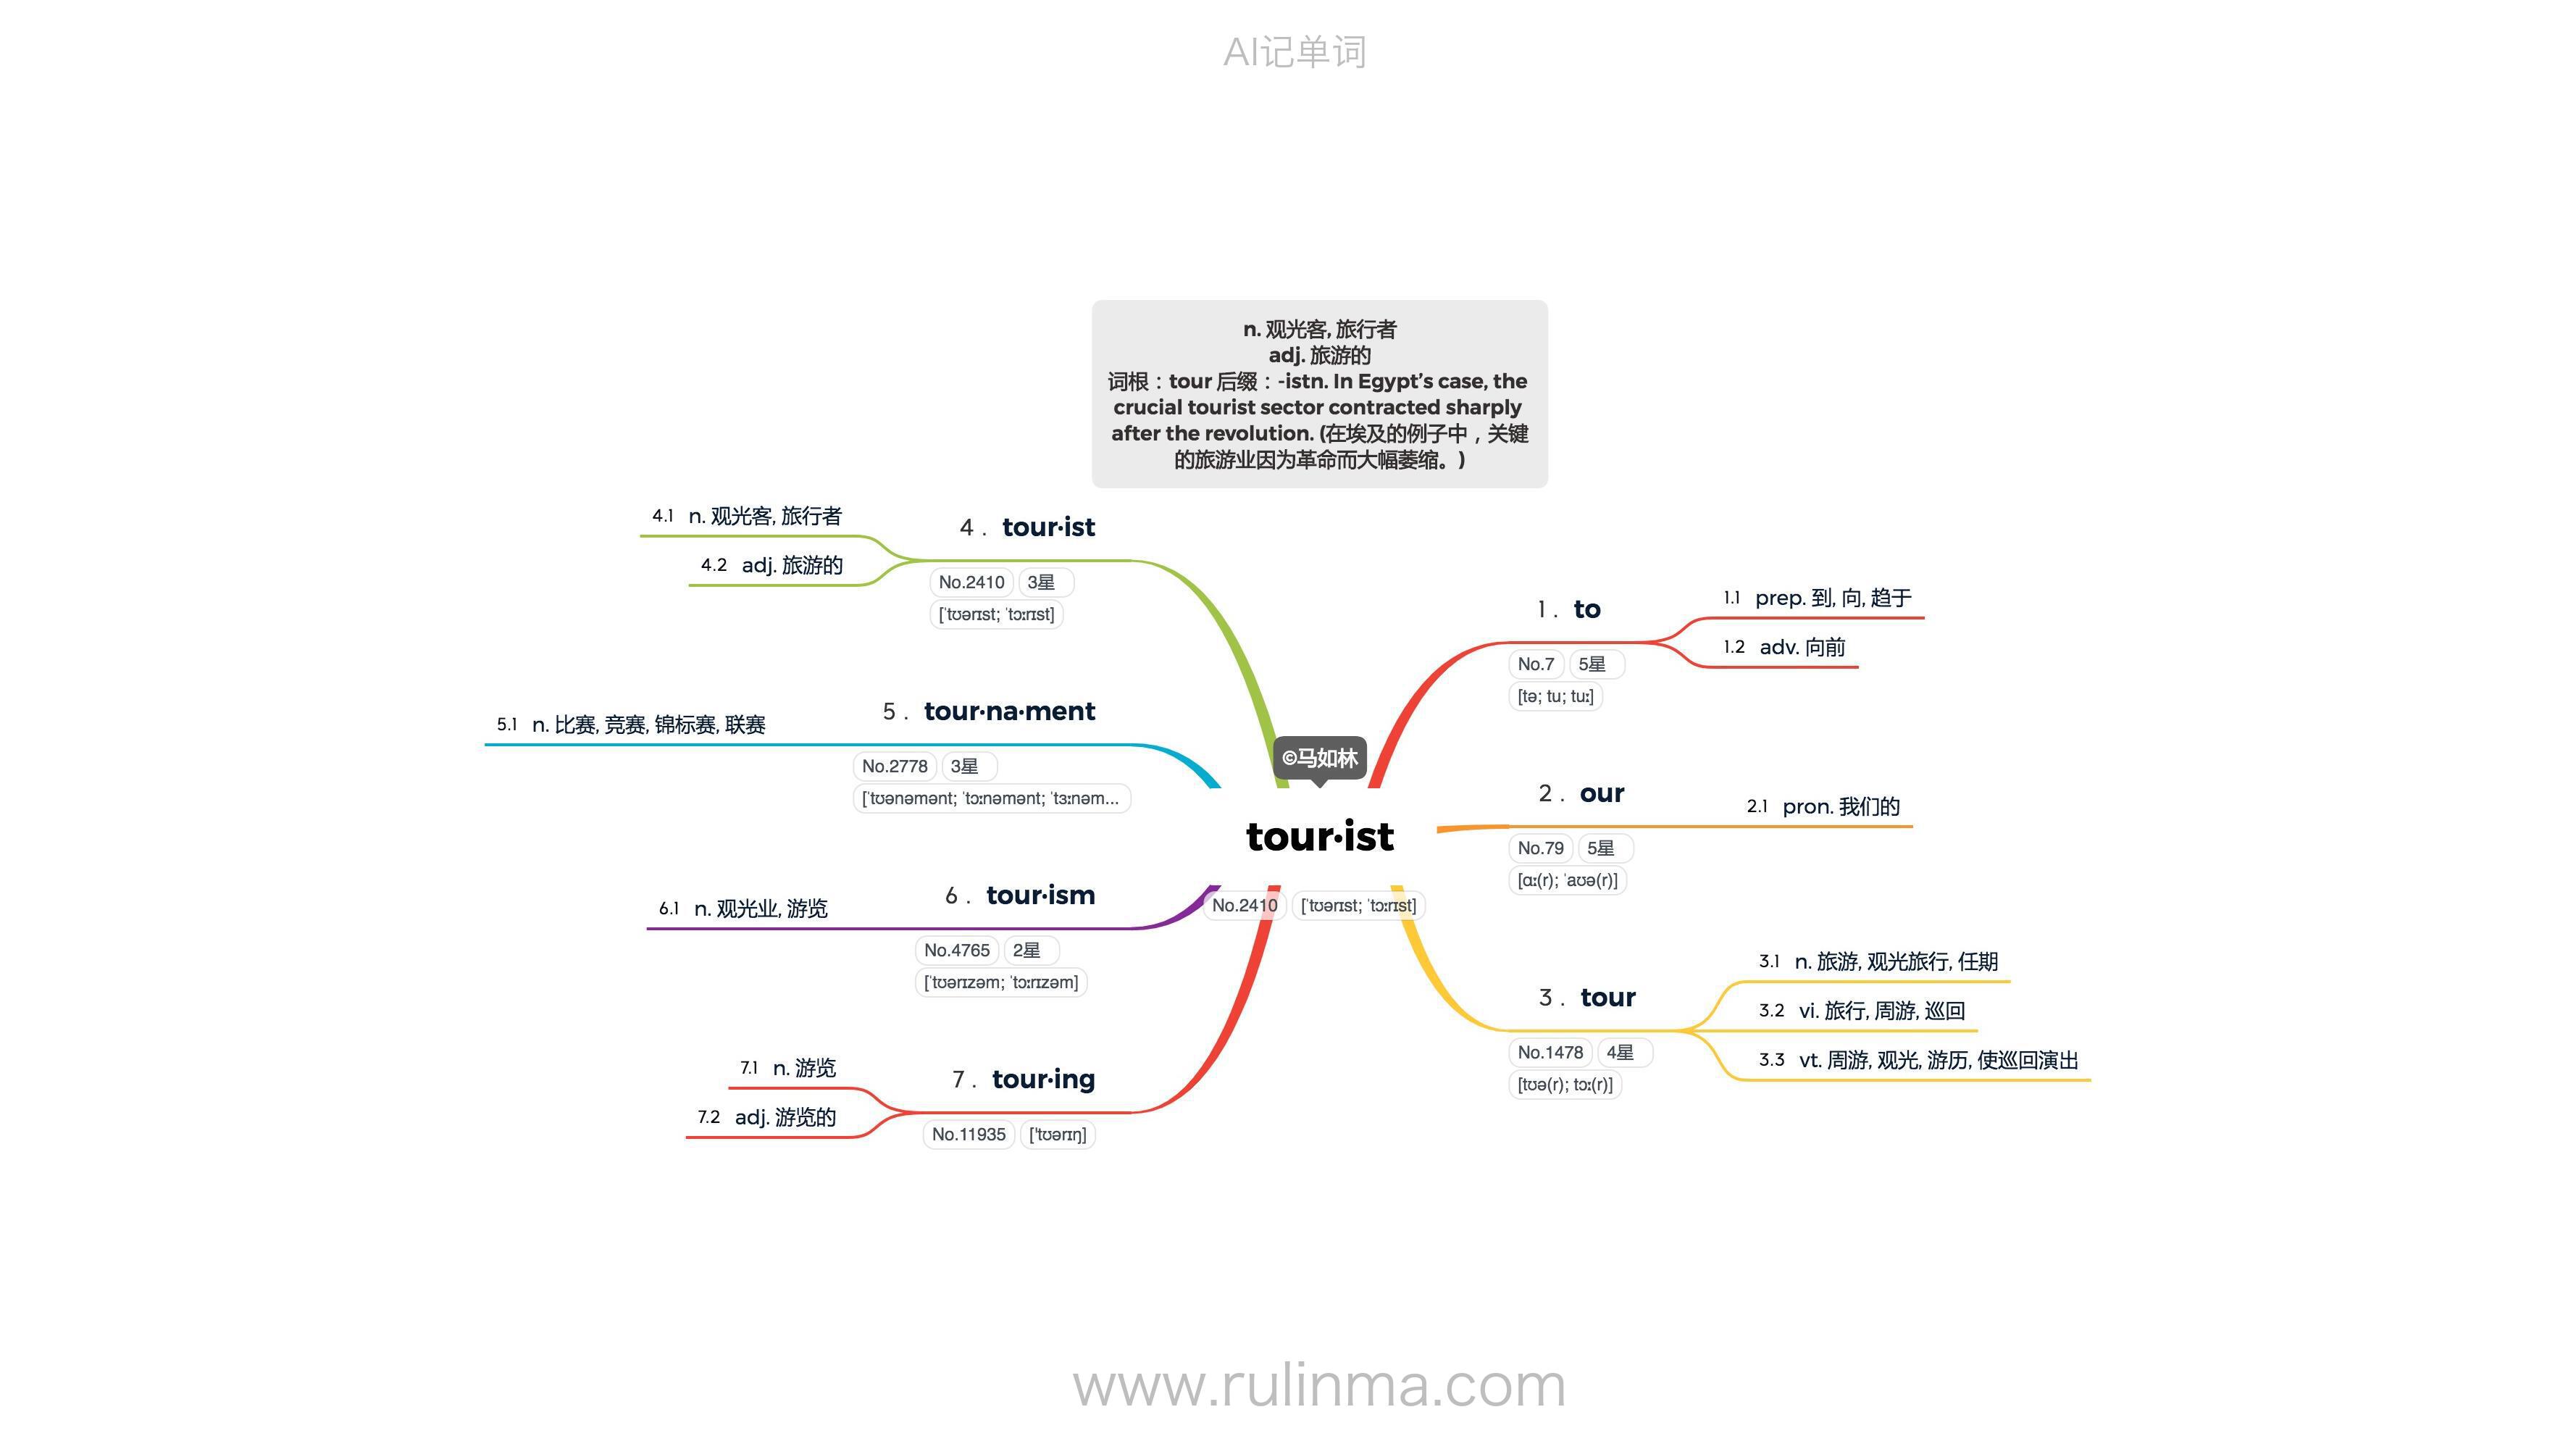 AI记单词
n. 观光客, 旅行者
adj. 旅游的
词根：tour 后缀：-istn. In Egypt’s case, the
crucial tourist sector contracted sharply
after the revolution. (在埃及的例子中，关键
的旅游业因为革命而大幅萎缩。)
©马如林
tour·ist
No.2410 [ˈtʊərɪst; ˈtɔːrɪst]
1 . to
No.7 5星
[tə; tu; tuː]
1.1 prep. 到, 向, 趋于
1.2 adv. 向前
2 . our
No.79 5星
[ɑː(r); ˈaʊə(r)]
2.1 pron. 我们的
3 . tour
No.1478 4星
[tʊə(r); tɔː(r)]
3.1 n. 旅游, 观光旅行, 任期
3.2 vi. 旅行, 周游, 巡回
3.3 vt. 周游, 观光, 游历, 使巡回演出
4 . tour·ist
No.2410 3星
[ˈtʊərɪst; ˈtɔːrɪst]
4.1 n. 观光客, 旅行者
4.2 adj. 旅游的
5 . tour·na·ment
No.2778 3星
[ˈtʊənəmənt; ˈtɔːnəmənt; ˈtɜːnəm...
5.1 n. 比赛, 竞赛, 锦标赛, 联赛
6 . tour·ism
No.4765 2星
[ˈtʊərɪzəm; ˈtɔːrɪzəm]
6.1 n. 观光业, 游览
7 . tour·ing
No.11935 ['tʊərɪŋ]
7.1 n. 游览
7.2 adj. 游览的
www.rulinma.com